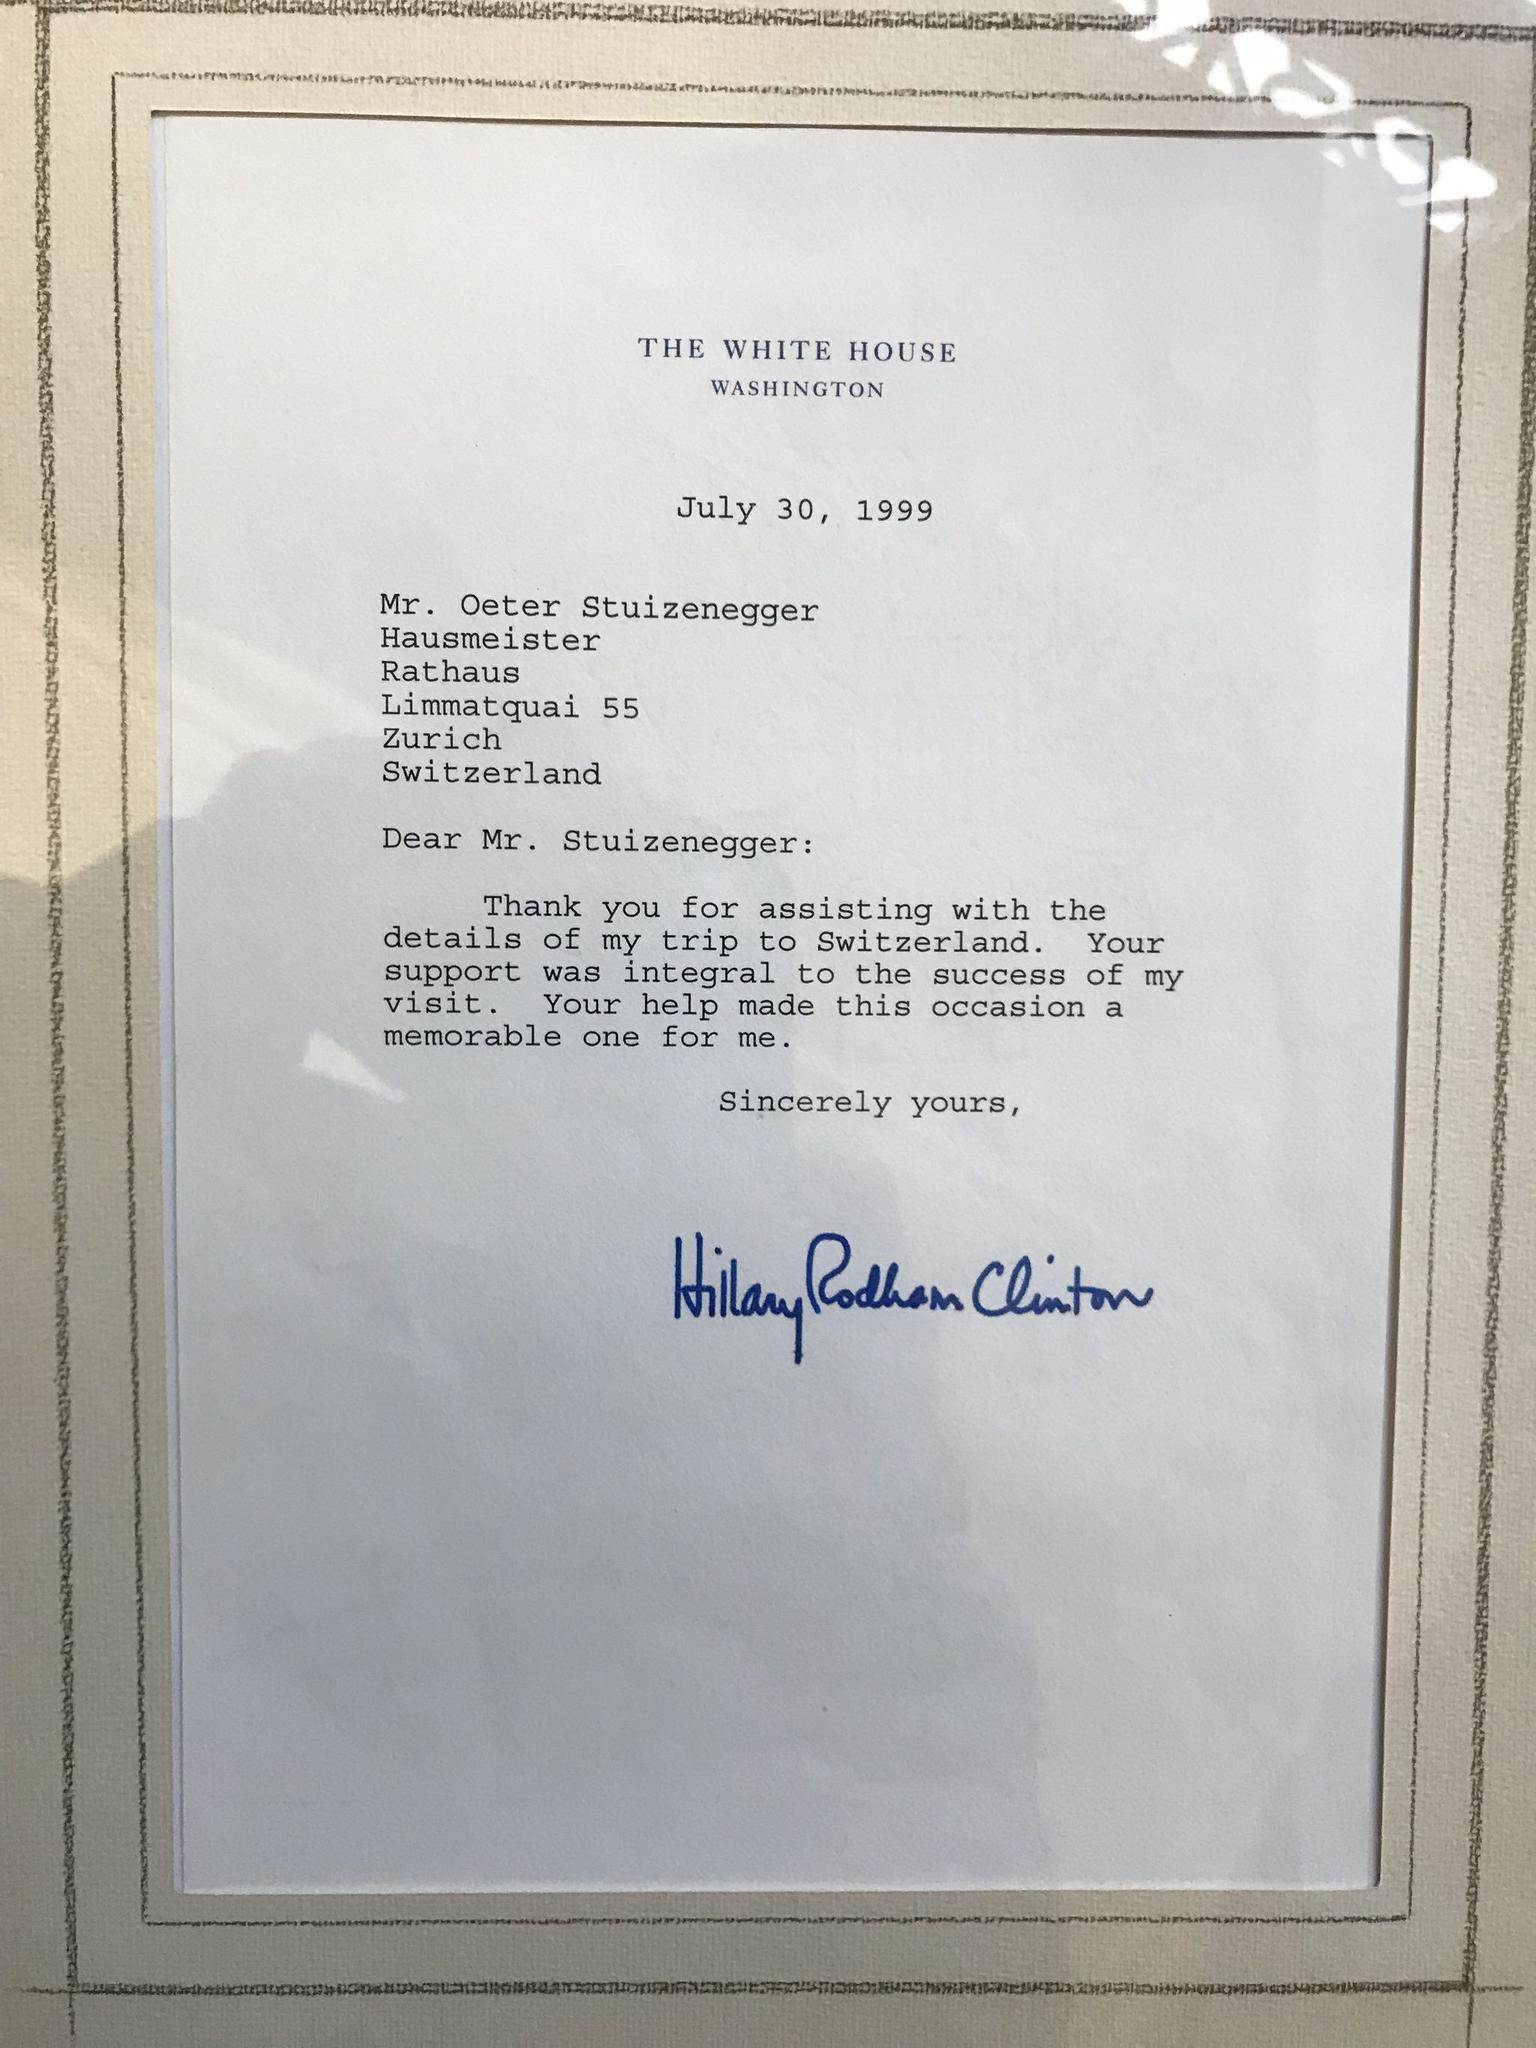 THE WHITE HOUSE
WASHINGTON
July 30, 1999
Mr. Oeter Stuizenegger
Hausmeister
Rathaus
Limmatquai 55
Zurich
Switzerland
Dear Mr. Stuizenegger:
Thank you for assisting with the
details of my trip to Switzerland. Your
support was integral to the success of my
visit. Your help made this occasion a
memorable one for me.
Sincerely yours,
Hillary Rodham Clinton